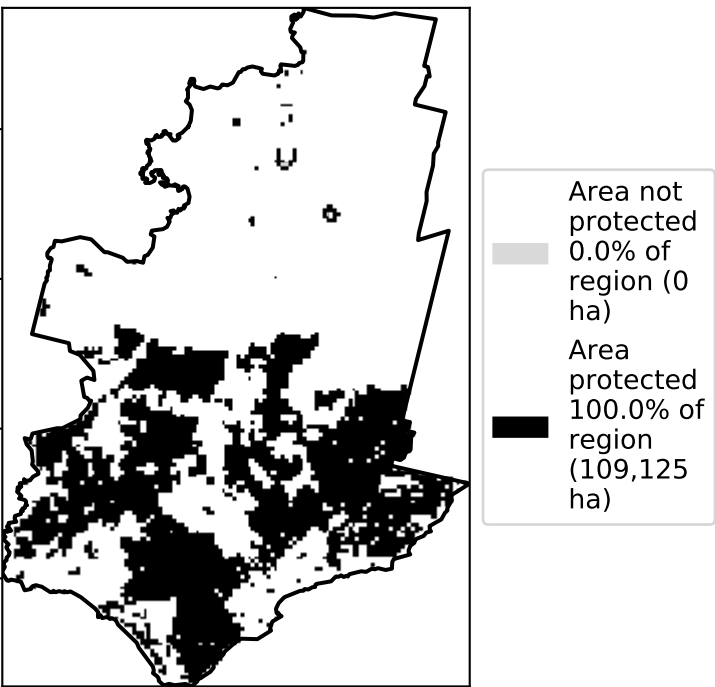 Area not
protected
0.0% of
region (0
ha)
Area
protected
100.0% of
region
(109,125
ha)